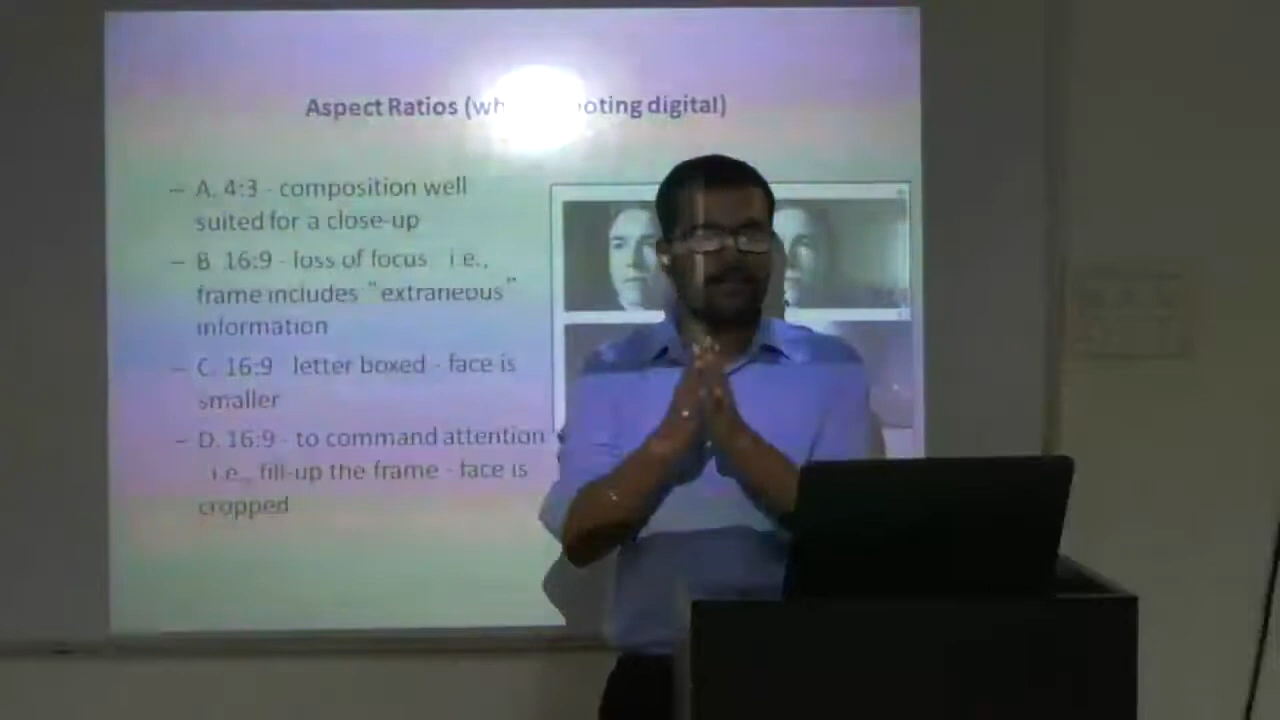 Aspect Ratios (wh oting digital)
– A. 4:3 - composition well
suited for a close-up
– B. 16:9 - loss of focus i.e.,
frame includes "extraneous"
information
– C. 16:9 letter boxed - face is
smaller
– D. 16:9 - to command attention
i.e., fill-up the frame - face is
cropped